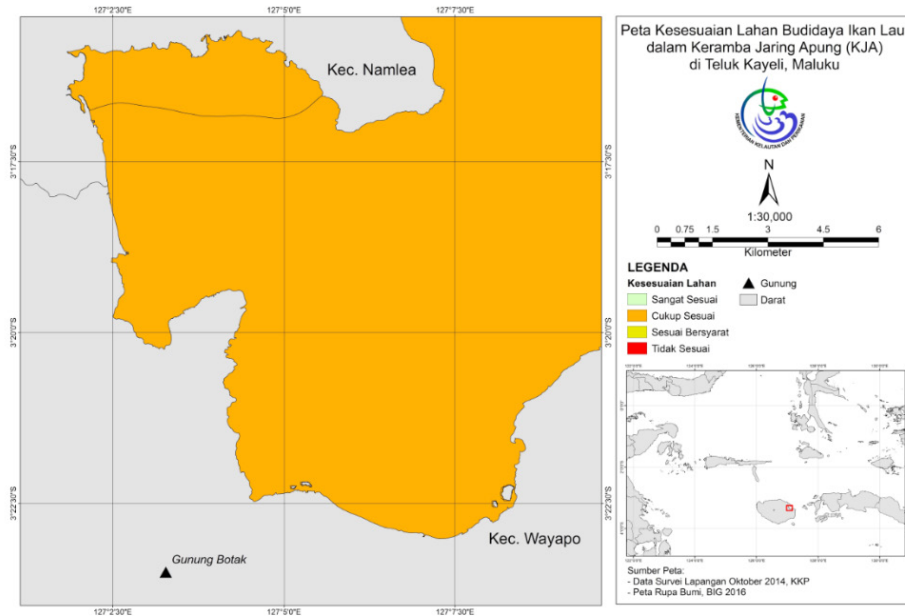 127°2'30"E
127°5'0"E
127°7'30"E
3°17'30"S
3°17'30"S
3°20'0"S
3°20'0"S
3°22'30"S
3°22'30"S
Kec. Namlea
Kec. Wayapo
Gunung Botak
127°2'30"E
127°5'0"E
127°7'30"E
Peta Kesesuaian Lahan Budidaya Ikan Lau
dalam Keramba Jaring Apung (KJA)
di Teluk Kayeli, Maluku
KEMENTERIAN KELAUTAN DAN PERIKANAN
N
1:30,000
0 0.75 1.5 3 4.5 6
Kilometer
LEGENDA
Kesesuaian Lahan
Sangat Sesuai
Cukup Sesuai
Sesuai Bersyarat
Tidak Sesuai
Gunung
Darat
Sumber Peta:
- Data Survei Lapangan Oktober 2014, KKP
- Peta Rupa Bumi, BIG 2016